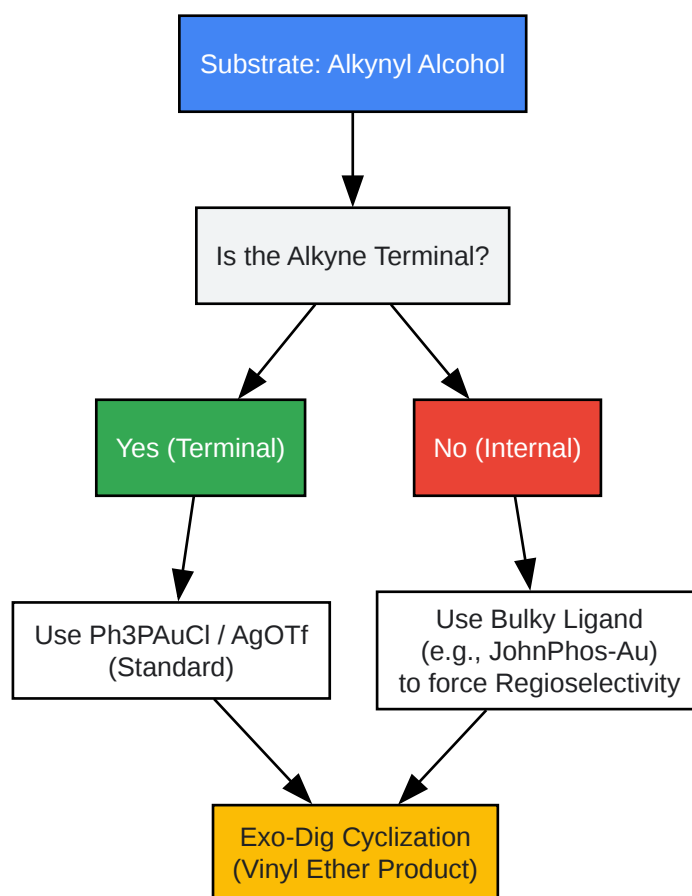 Substrate: Alkynyl Alcohol
Is the Alkyne Terminal?
Yes (Terminal)
No (Internal)
Use Ph3PAuCl / AgOTf
(Standard)
Use Bulky Ligand
(e.g., JohnPhos-Au)
to force Regioselectivity
Exo-Dig Cyclization
(Vinyl Ether Product)